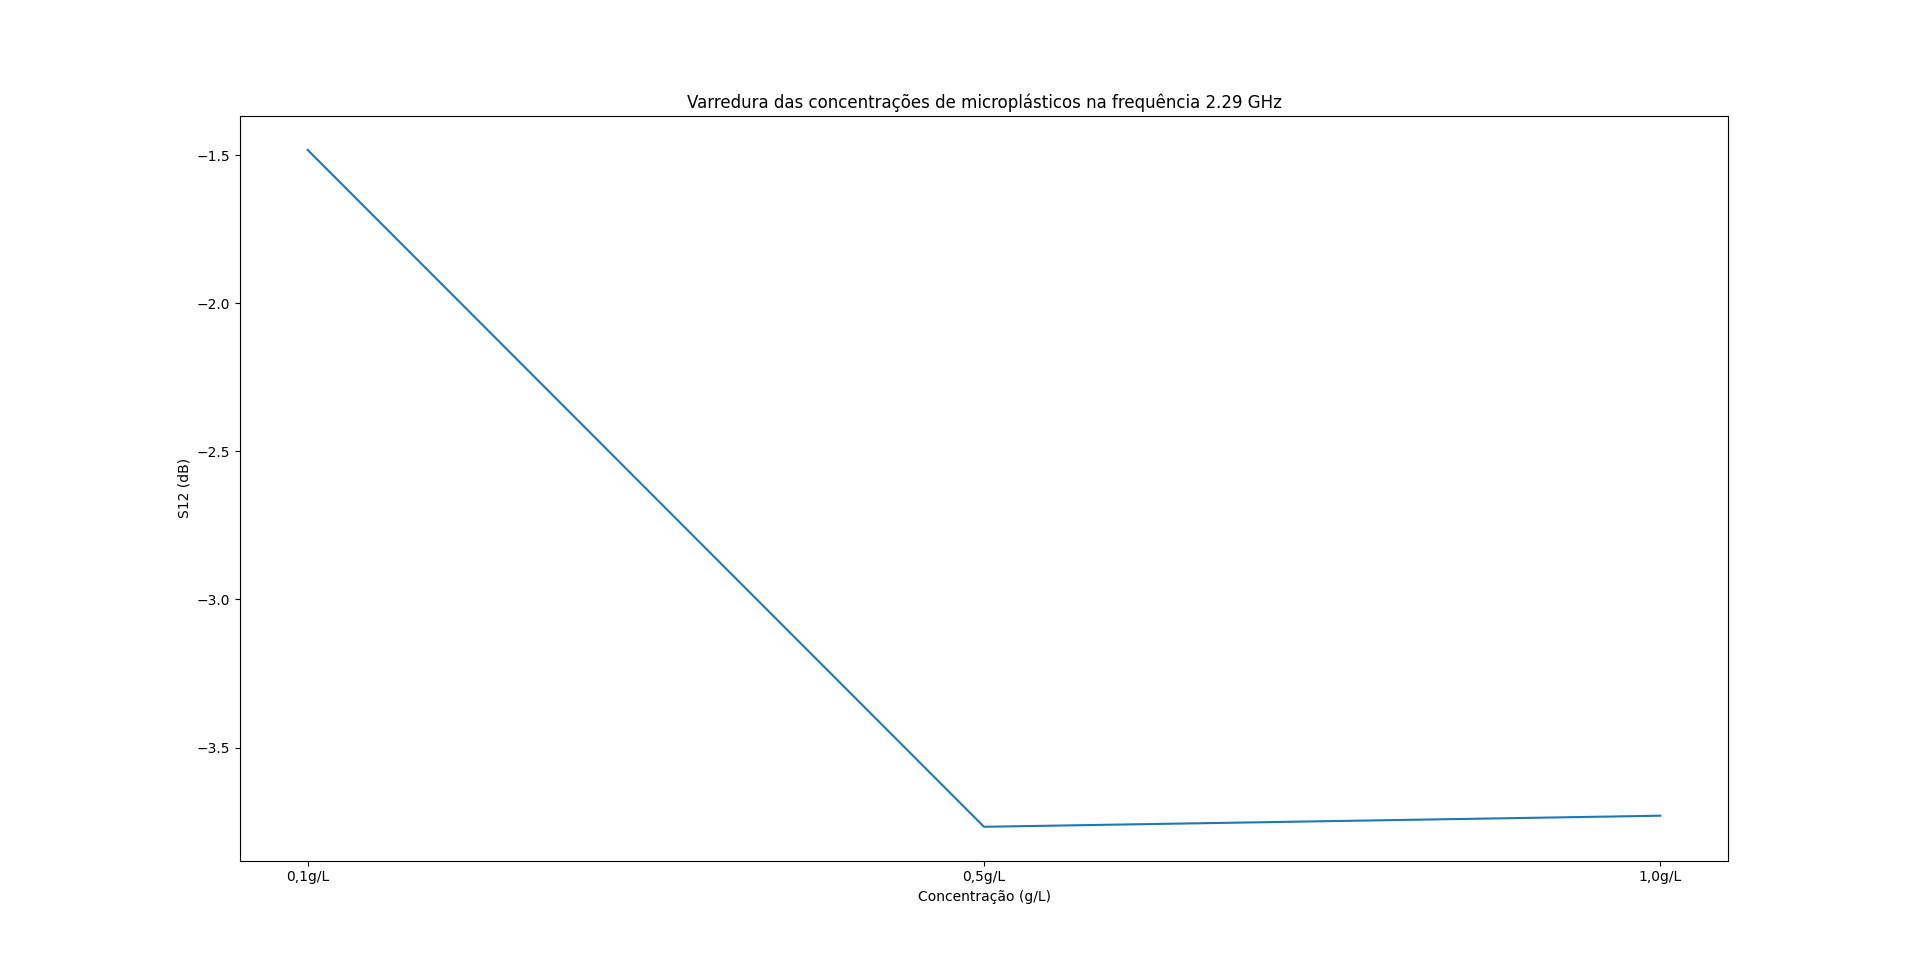 Varredura das concentrações de microplásticos na frequência 2.29 GHz
−1.5
−2.0
−2.5
−3.0
−3.5
S12 (dB)
0,1g/L
0,5g/L
1,0g/L
Concentração (g/L)